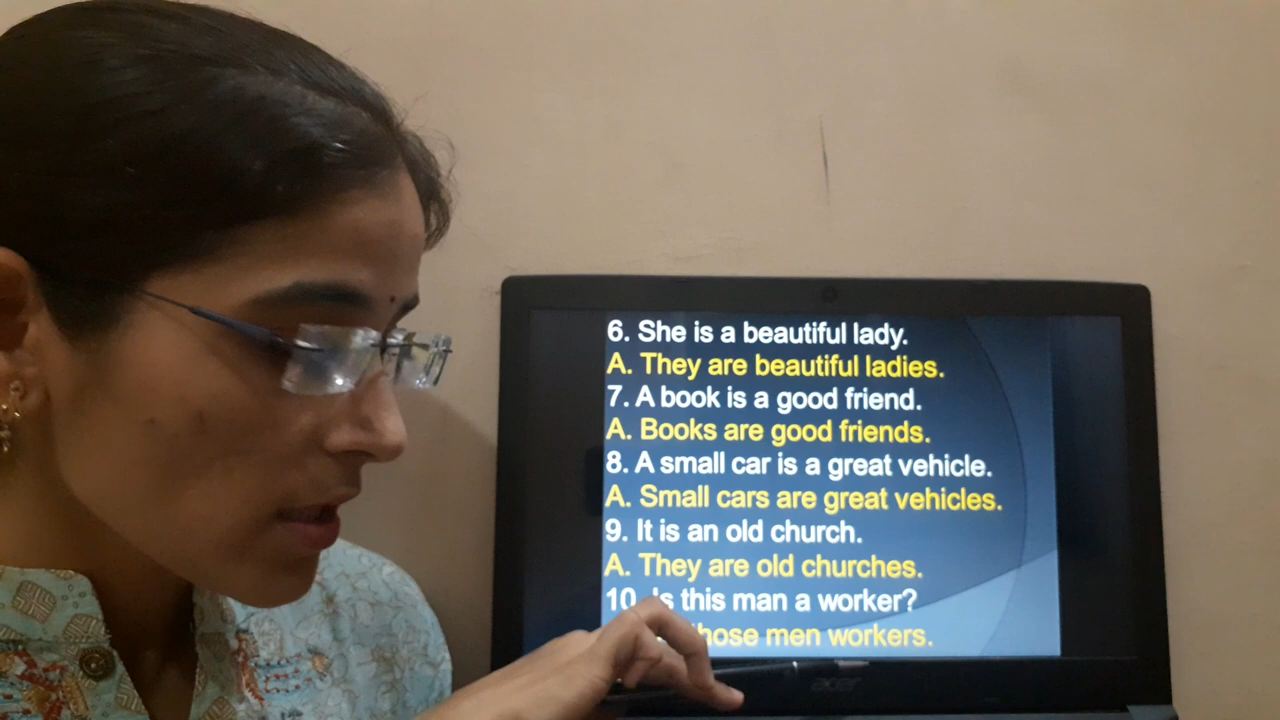 6. She is a beautiful lady.
A. They are beautiful ladies.
7. A book is a good friend.
A. Books are good friends.
8. A small car is a great vehicle.
A. Small cars are great vehicles.
9. It is an old church.
A. They are old churches.
10. Is this man a worker?
those men workers.
acer